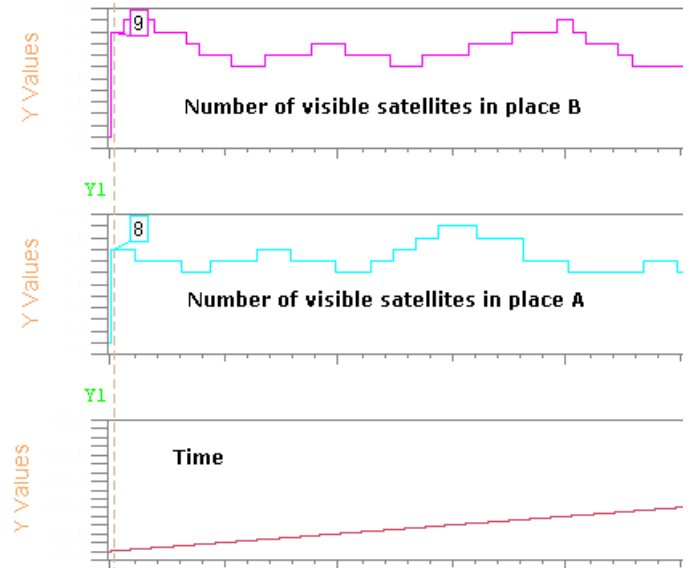 9
Y Values
Number of visible satellites in place B
Y1
8
Y Values
Number of visible satellites in place A
Y1
Y Values
Time